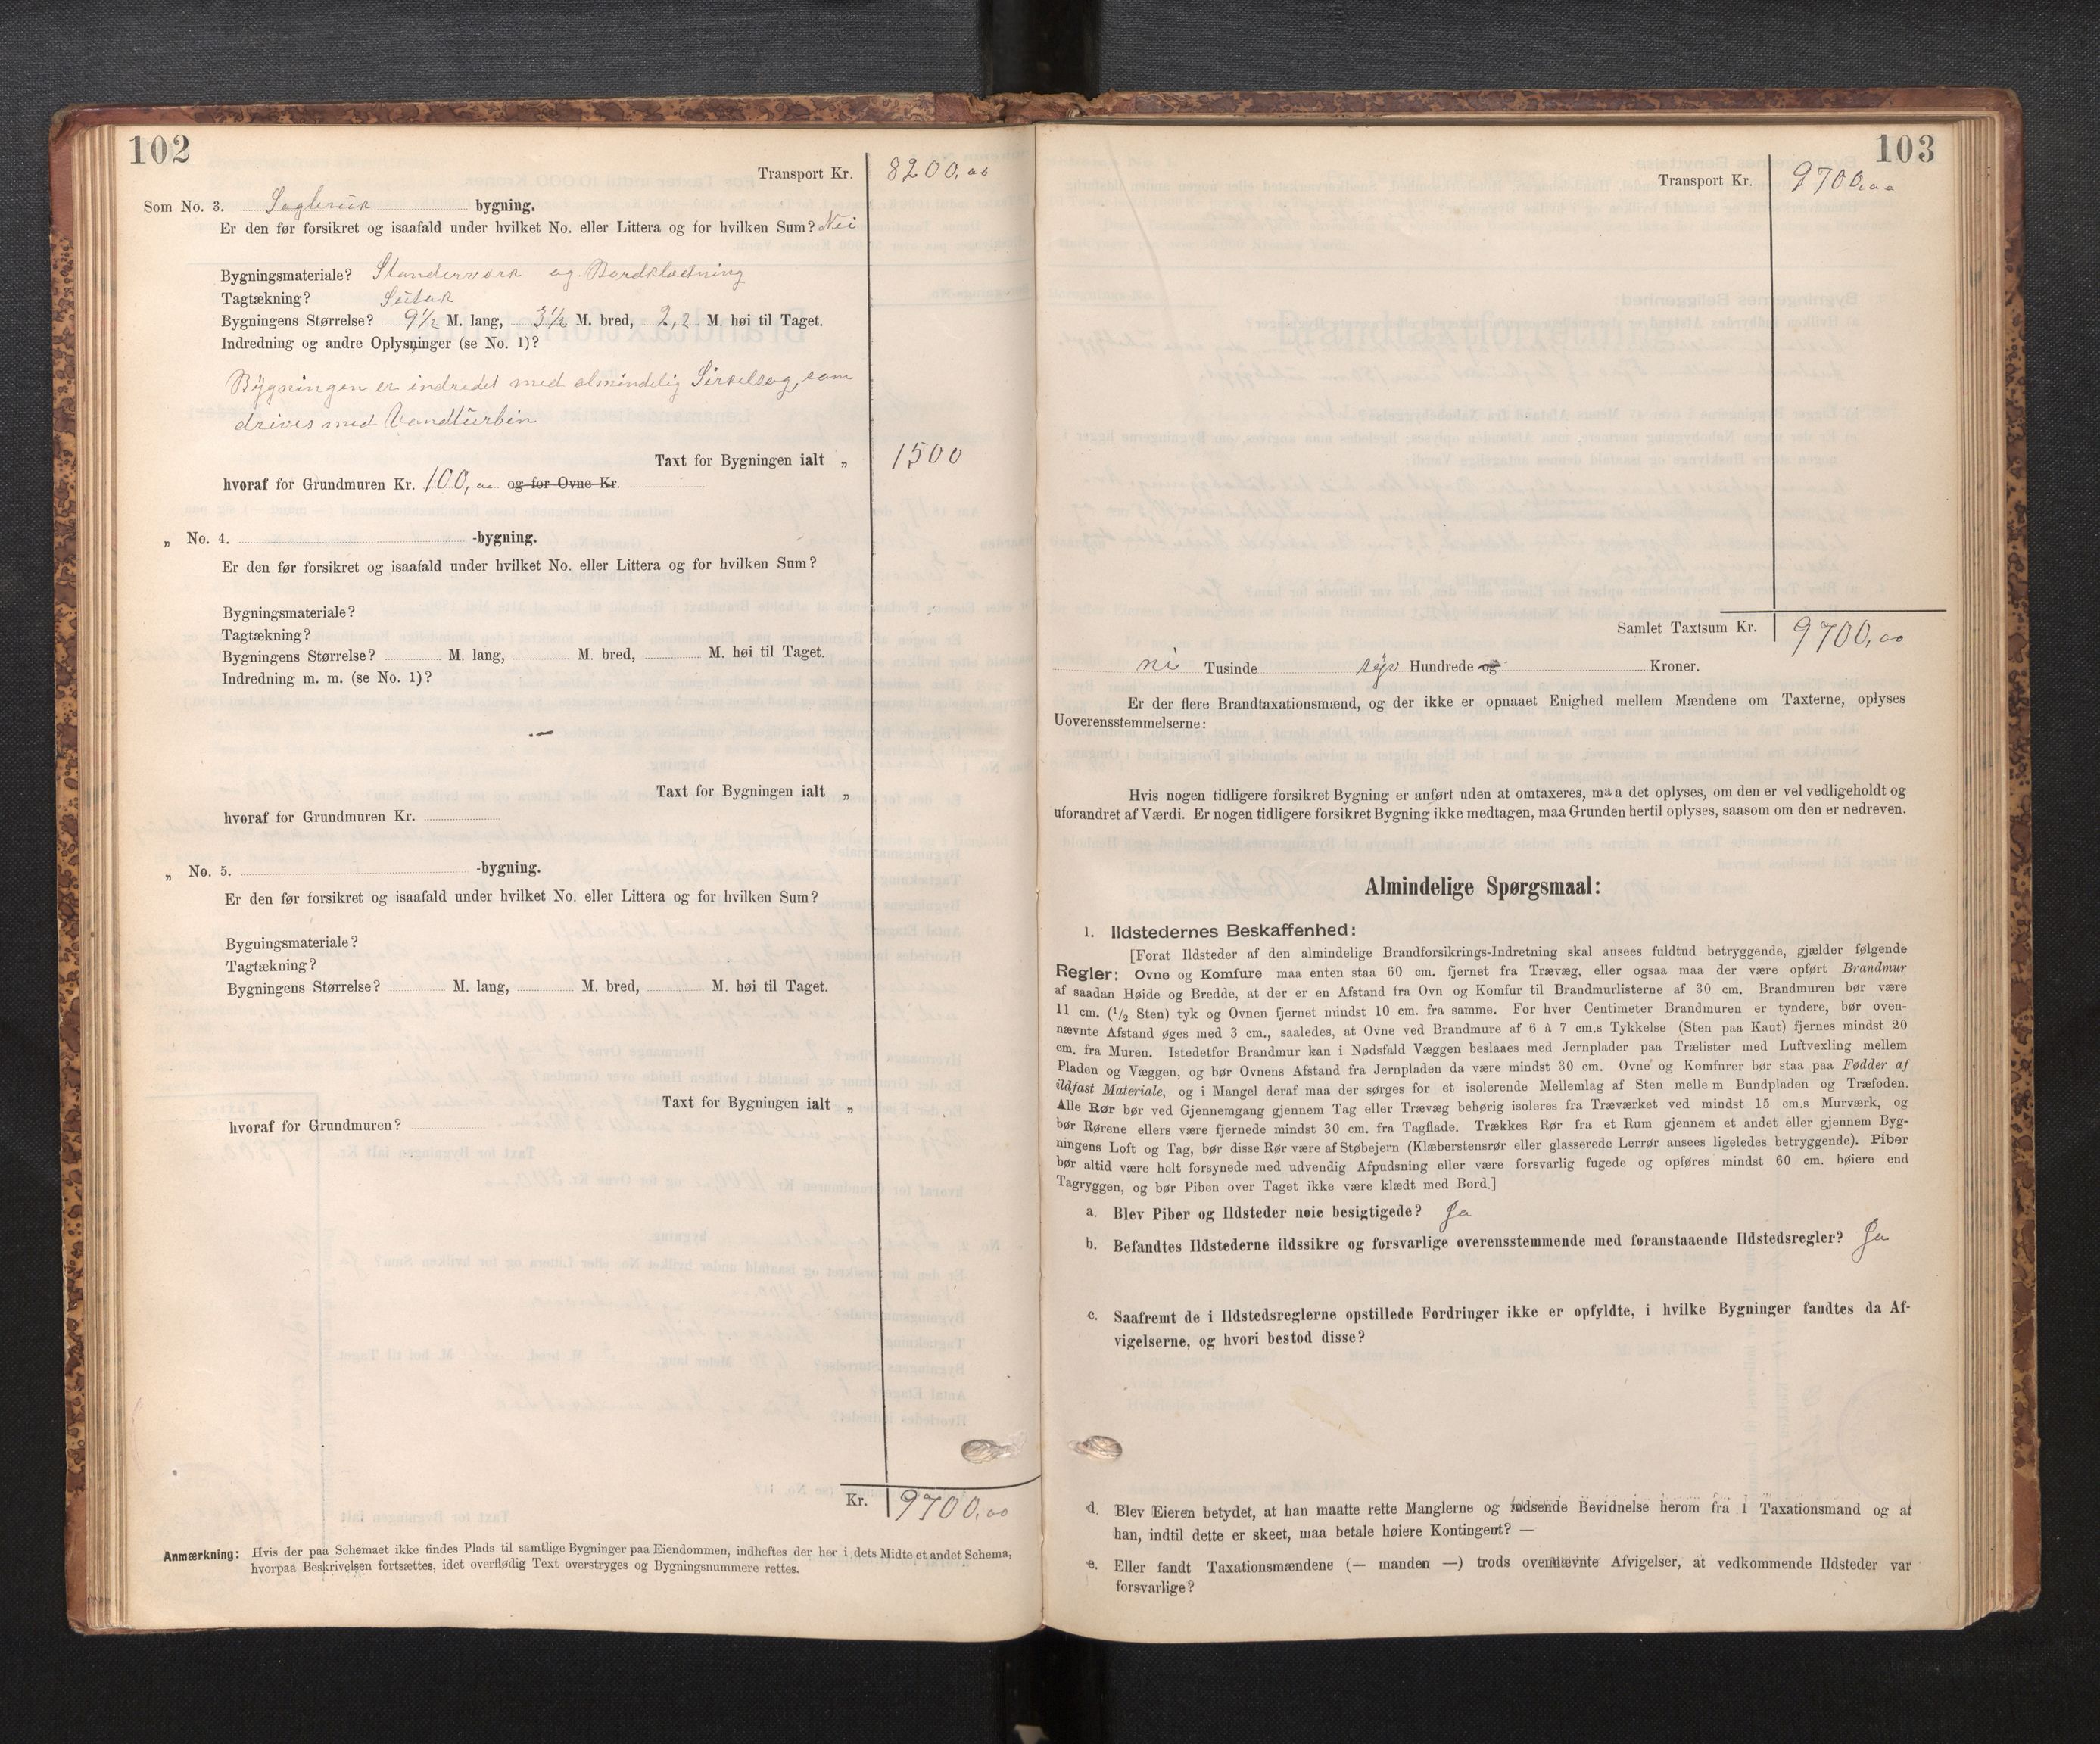 102
Transport Kr. 8200,00
Som No. 3. Sagbruk bygning.
Er den før forsikret og isaafald under hvilket No. eller Littera og for hvilken Sum? Nei
Bygningsmateriale? Standerværk og Bordklædning
Tagtækning? Sutak
Bygningens Størrelse? 9½ M. lang, 3½ M. bred, 2,2 M. høi til Taget.
Indredning og andre Oplysninger (se No. 1)?
Bygningen er indredet med almindelig Sirkelsag, som
drives med Vandturbin
Taxt for Bygningen ialt „ 1500
hvoraf for Grundmuren Kr. 100,00 og for Ovne Kr.
„ No. 4. -bygning.
Er den før forsikret og isaafald under hvilket No. eller Littera og for hvilken Sum?
Bygningsmateriale?
Tagtækning?
Bygningens Størrelse? M. lang, M. bred, M. høi til Taget.
Indredning m. m. (se No. 1)?
—
Taxt for Bygningen ialt „
hvoraf for Grundmuren Kr.
„ No. 5. -bygning.
Er den før forsikret og isaafald under hvilket No. eller Littera og for hvilken Sum?
Bygningsmateriale?
Tagtækning?
Bygningens Størrelse? M. lang, M. bred, M. høi til Taget.
Taxt for Bygningen ialt „
hvoraf for Grundmuren?
Kr. 9700,00
Anmærkning: Hvis der paa Schemaet ikke findes Plads til samtlige Bygninger paa Eiendommen, indheftes der her i dets Midte et andet Schema,
hvorpaa Beskrivelsen fortsættes, idet overflødig Text overstryges og Bygningsnummere rettes.
103
Transport Kr. 9700,00
Samlet Taxtsum Kr. 9700,00
ni Tusinde syv Hundrede og Kroner.
Er der flere Brandtaxationsmænd, og der ikke er opnaaet Enighed mellem Mændene om Taxterne, oplyses
Uoverensstemmelserne:
Hvis nogen tidligere forsikret Bygning er anført uden at omtaxeres, maa det oplyses, om den er vel vedligeholdt og
uforandret af Værdi. Er nogen tidligere forsikret Bygning ikke medtagen, maa Grunden hertil oplyses, saasom om den er nedreven.
Almindelige Spørgsmaal:
1. Ildstedernes Beskaffenhed:
[Forat Ildsteder af den almindelige Brandforsikrings-Indretning skal ansees fuldtud betryggende, gjælder følgende
Regler: Ovne og Komfure maa enten staa 60 cm. fjernet fra Trævæg, eller ogsaa maa der være opført Brandmur
af saadan Høide og Bredde, at der er en Afstand fra Ovn og Komfur til Brandmurlisterne af 30 cm. Brandmuren bør være
11 cm. (1/2 Sten) tyk og Ovnen fjernet mindst 10 cm. fra samme. For hver Centimeter Brandmuren er tyndere, bør oven-
nævnte Afstand øges med 3 cm., saaledes, at Ovne ved Brandmure af 6 à 7 cm.s Tykkelse (Sten paa Kant) fjernes mindst 20
cm. fra Muren. Istedetfor Brandmur kan i Nødsfald Væggen beslaaes med Jernplader paa Trælister med Luftvexling mellem
Pladen og Væggen, og bør Ovnens Afstand fra Jernpladen da være mindst 30 cm. Ovne og Komfurer bør staa paa Fødder af
ildfast Materiale, og i Mangel deraf maa der sørges for et isolerende Mellemlag af Sten mellem Bundpladen og Træfoden.
Alle Rør bør ved Gjennemgang gjennem Tag eller Trævæg behørig isoleres fra Træværket ved mindst 15 cm.s Murværk, og
bør Rørene ellers være fjernede mindst 30 cm. fra Tagflade. Trækkes Rør fra et Rum gjennem et andet eller gjennem Byg-
ningens Loft og Tag, bør disse Rør være af Støbejern (Klæberstensrør eller glasserede Lerrør ansees ligeledes betryggende). Piber
bør altid være helt forsynede med udvendig Afpudsning eller være forsvarlig fugede og opføres mindst 60 cm. høiere end
Tagryggen, og bør Piben over Taget ikke være klædt med Bord.]
a. Blev Piber og Ildsteder nøie besigtigede? Ja
b. Befandtes Ildstederne ildssikre og forsvarlige overensstemmende med foranstaaende Ildstedsregler? Ja
c. Saafremt de i Ildstedsreglerne opstillede Fordringer ikke er opfyldte, i hvilke Bygninger fandtes da Af-
vigelserne, og hvori bestod disse?
d. Blev Eieren betydet, at han maatte rette Manglerne og indsende Bevidnelse herom fra 1 Taxationsmand og at
han, indtil dette er skeet, maa betale høiere Kontingent? —
e. Eller fandt Taxationsmændene (— manden —) trods ovennævnte Afvigelser, at vedkommende Ildsteder var
forsvarlige?